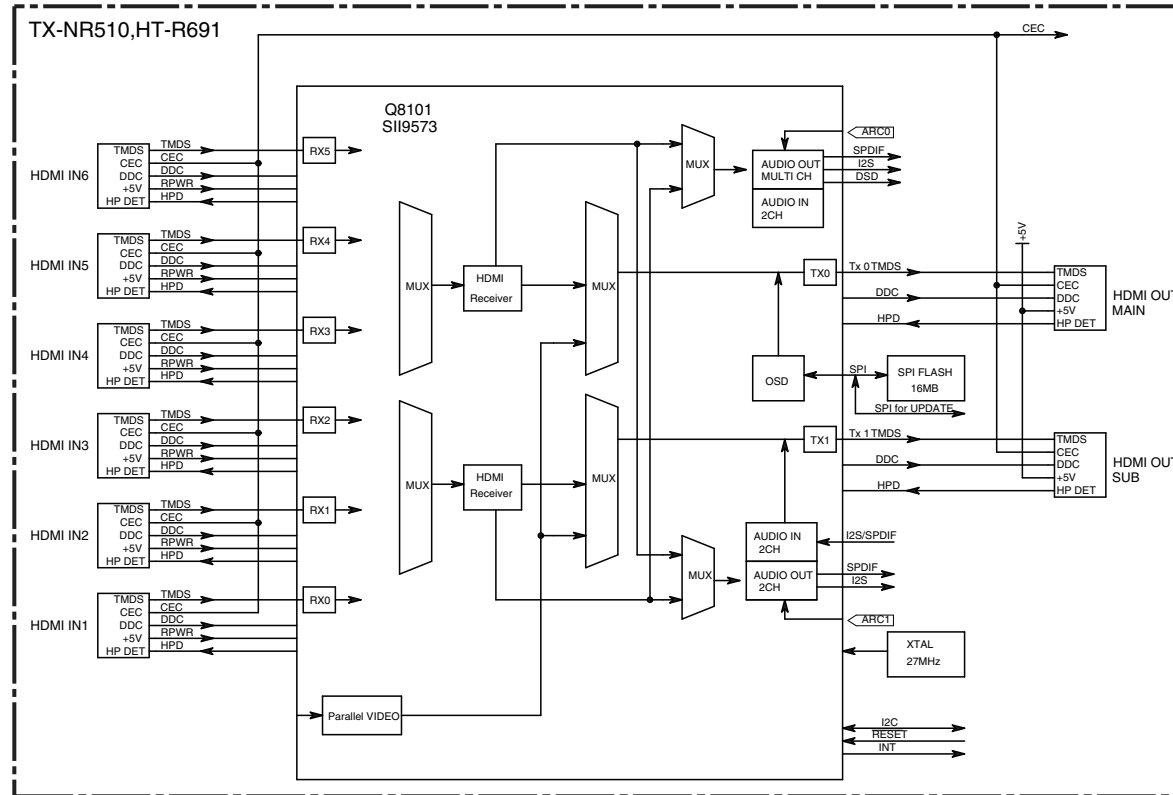 TX-NR510,HT-R691
CEC
Q8101
SII9573
HDMI IN6
TMDS
CEC
DDC
+5V
HP DET
TMDS
CEC
DDC
RPWR
HPD
RX5
HDMI IN5
TMDS
CEC
DDC
+5V
HP DET
TMDS
CEC
DDC
RPWR
HPD
RX4
HDMI IN4
TMDS
CEC
DDC
+5V
HP DET
TMDS
CEC
DDC
RPWR
HPD
RX3
HDMI IN3
TMDS
CEC
DDC
+5V
HP DET
TMDS
CEC
DDC
RPWR
HPD
RX2
HDMI IN2
TMDS
CEC
DDC
+5V
HP DET
TMDS
CEC
DDC
RPWR
HPD
RX1
HDMI IN1
TMDS
CEC
DDC
+5V
HP DET
TMDS
CEC
DDC
RPWR
HPD
RX0
MUX
HDMI
Receiver
MUX
MUX
HDMI
Receiver
MUX
Parallel VIDEO
MUX
AUDIO OUT
MULTI CH
AUDIO IN
2CH
ARC0
SPDIF
I2S
DSD
TX0
Tx 0 TMDS
DDC
HPD
+5V
TMDS
CEC
DDC
+5V
HP DET
HDMI OUT
MAIN
OSD
SPI
SPI FLASH
16MB
SPI for UPDATE
TX1
Tx 1 TMDS
DDC
HPD
TMDS
CEC
DDC
+5V
HP DET
HDMI OUT
SUB
MUX
AUDIO IN
2CH
AUDIO OUT
2CH
I2S/SPDIF
SPDIF
I2S
ARC1
XTAL
27MHz
I2C
RESET
INT